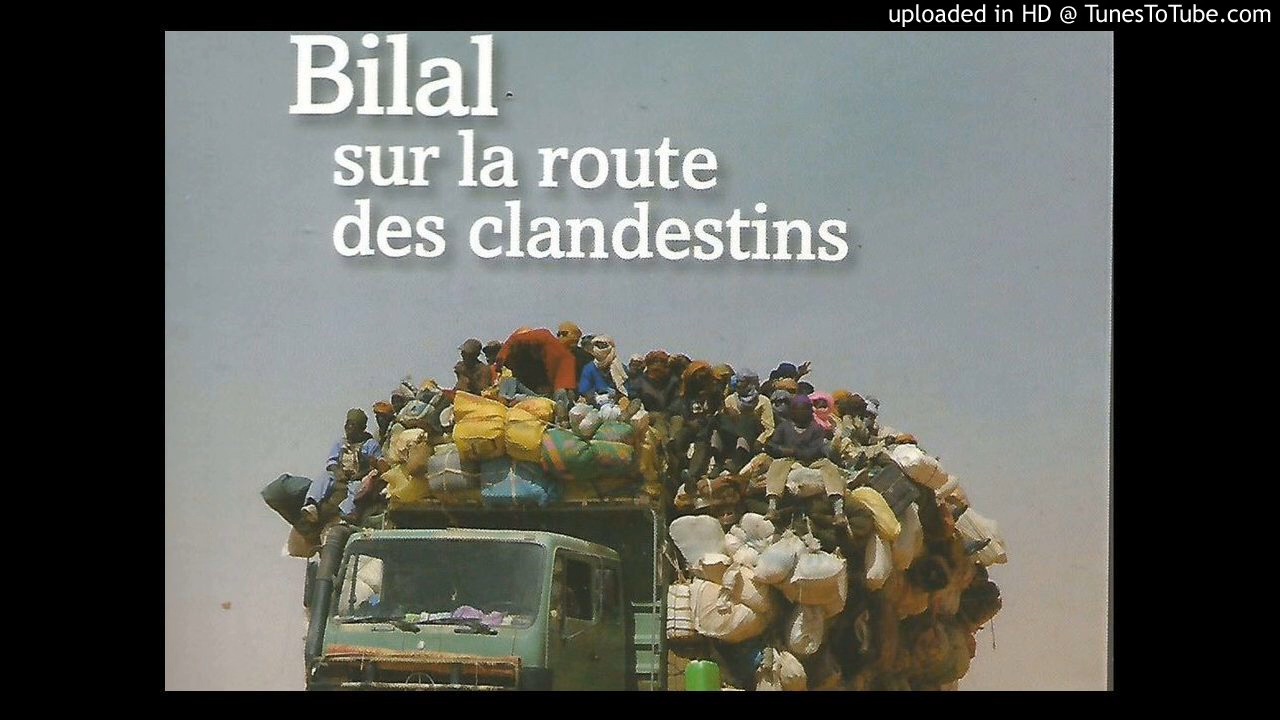 uploaded in HD @ TunesToTube.com
Bilal
sur la route
des clandestins